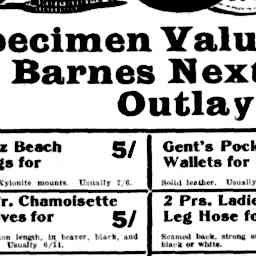 pecimen Valu
Barnes Next
Outlay
z Beach
gs for 5/
Xylonite mounts. Usually 7/6.
Gent's Pock
Wallets for
Solid leather. Usually
r. Chamoisette
ves for 5/
on length, in beaver, black, and
Usually 6/11.
2 Prs. Ladie
Leg Hose fo
Seamed back, strong s
black or white.